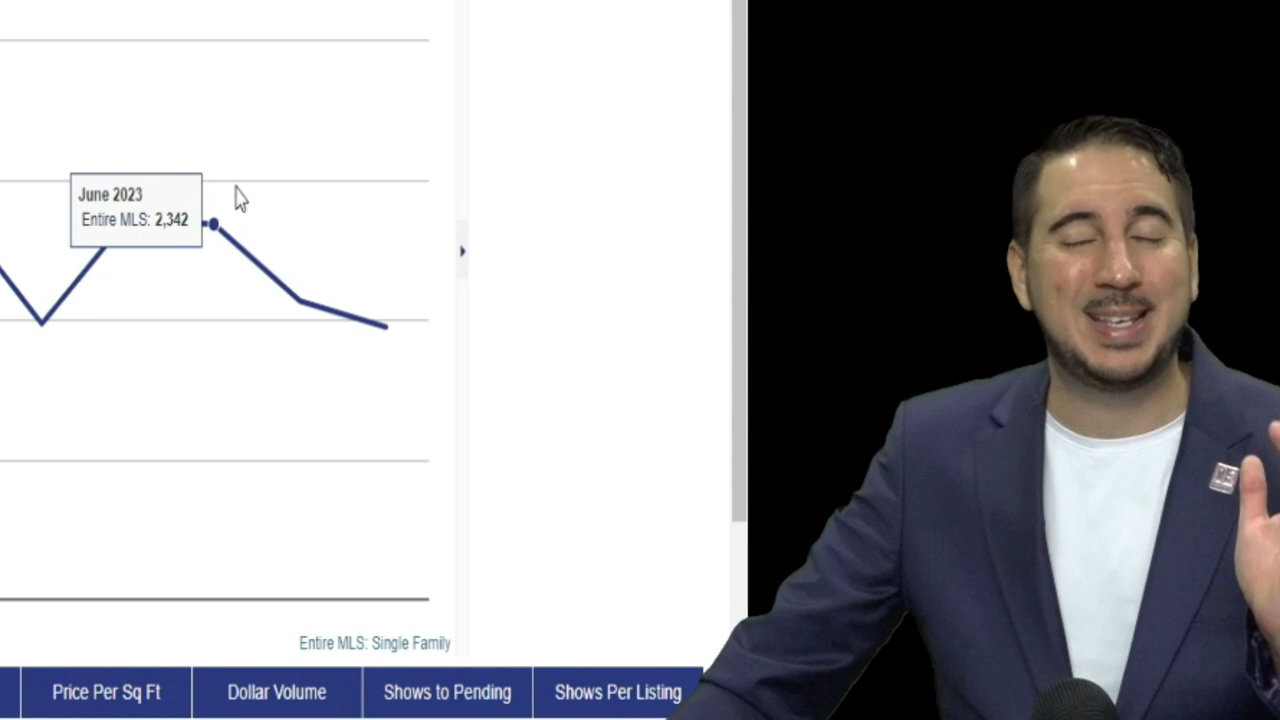 June 2023
Entire MLS: 2,342
Entire MLS: Single Family
Price Per Sq Ft
Dollar Volume
Shows to Pending
Shows Per Listing